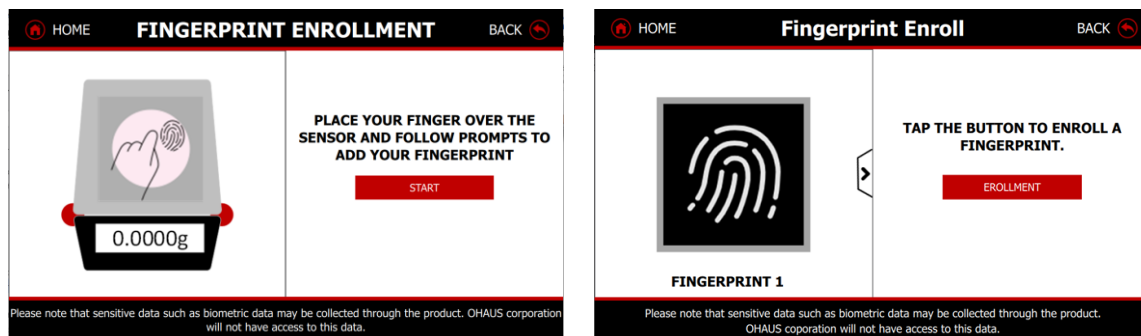 HOME FINGERPRINT ENROLLMENT BACK
PLACE YOUR FINGER OVER THE
SENSOR AND FOLLOW PROMPTS TO
ADD YOUR FINGERPRINT
START
0.0000g
Please note that sensitive data such as biometric data may be collected through the product. OHAUS corporation
will not have access to this data.
HOME Fingerprint Enroll BACK
TAP THE BUTTON TO ENROLL A
FINGERPRINT.
EROLLMENT
FINGERPRINT 1
Please note that sensitive data such as biometric data may be collected through the product.
OHAUS coporation will not have access to this data.